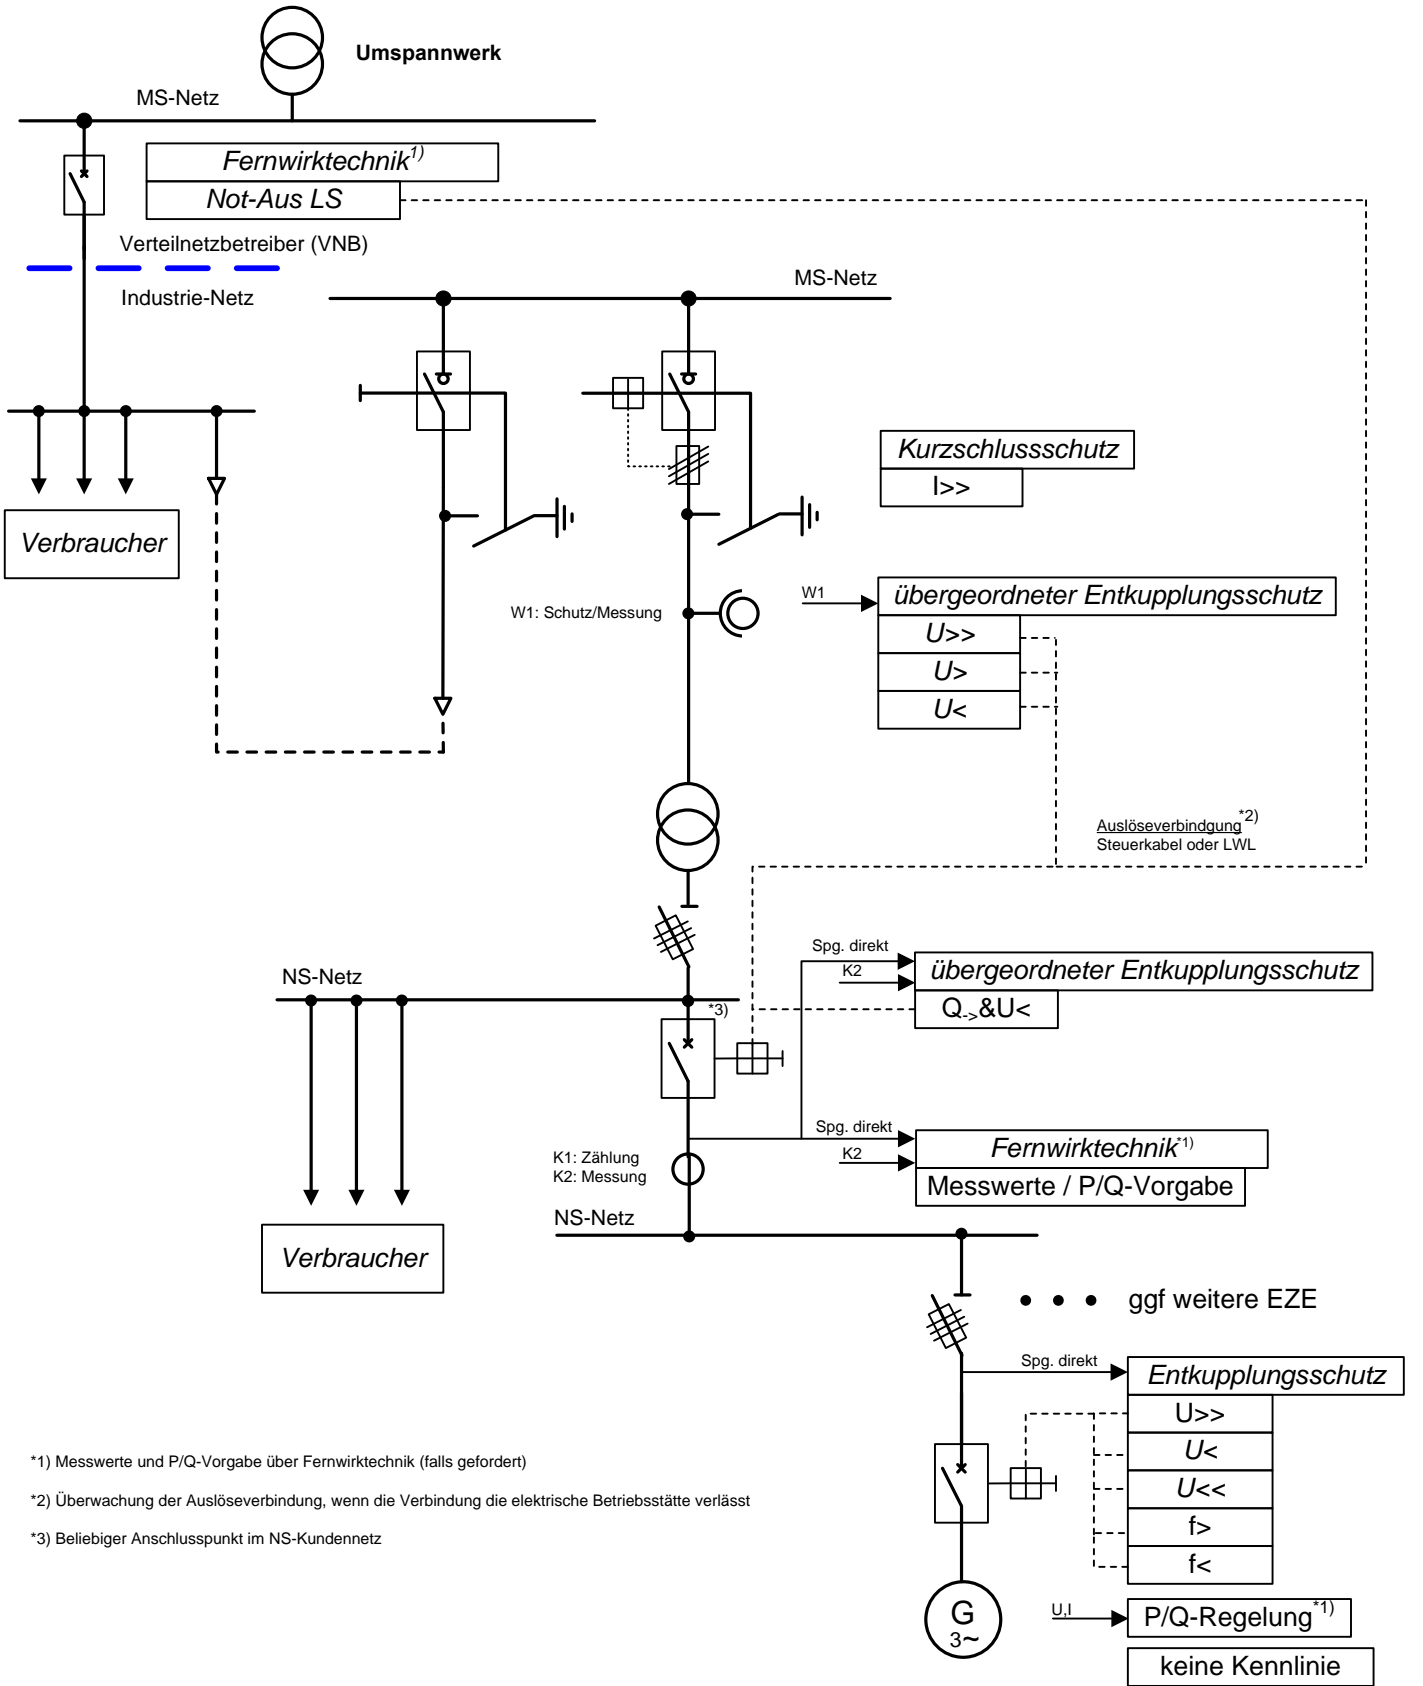 Umspannwerk
MS-Netz
Fernwirktechnik1)
Not-Aus LS
Verteilnetzbetreiber (VNB)
Industrie-Netz
MS-Netz
Kurzschlussschutz
I>>
Verbraucher
W1: Schutz/Messung
W1
übergeordneter Entkupplungsschutz
U>>
U>
U<
Auslöseverbindgung*2)
Steuerkabel oder LWL
Spg. direkt
K2
übergeordneter Entkupplungsschutz
Q->&U<
NS-Netz
*3)
Spg. direkt
K2
Fernwirktechnik*1)
Messwerte / P/Q-Vorgabe
K1: Zählung
K2: Messung
NS-Netz
Verbraucher
ggf weitere EZE
Spg. direkt
Entkupplungsschutz
U>>
U<
U<<
f>
f<
G
3~
U,I
P/Q-Regelung*1)
keine Kennlinie
*1) Messwerte und P/Q-Vorgabe über Fernwirktechnik (falls gefordert)
*2) Überwachung der Auslöseverbindung, wenn die Verbindung die elektrische Betriebsstätte verlässt
*3) Beliebiger Anschlusspunkt im NS-Kundennetz